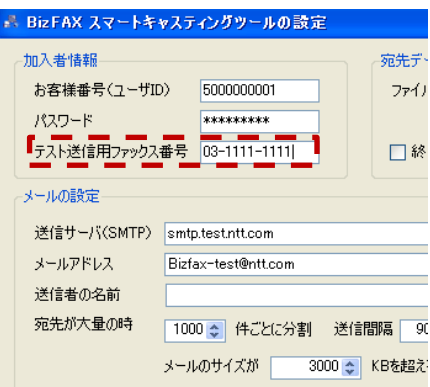 BizFAX スマートキャスティングツールの設定
加入者情報
お客様番号(ユーザID) 5000000001
パスワード *********
テスト送信用ファックス番号 03-1111-1111
宛先デー
ファイル
終
メールの設定
送信サーバ(SMTP) smtp.test.ntt.com
メールアドレス Bizfax-test@ntt.com
送信者の名前
宛先が大量の時 1000 件ごとに分割 送信間隔 90
メールのサイズが 3000 KBを超え